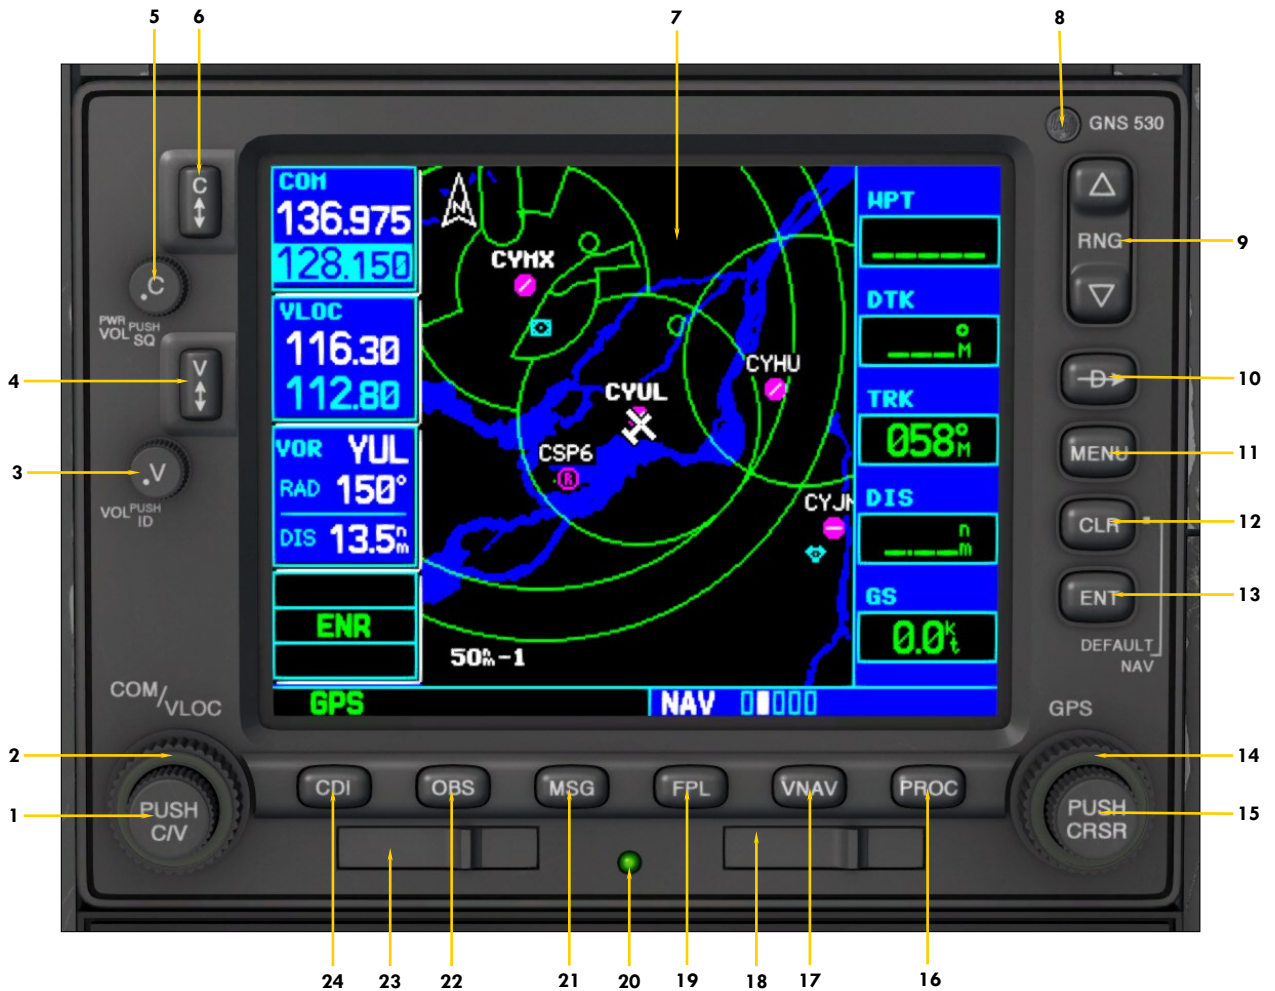 5
6
7
8
GNS 530
C
.C
PWR PUSH
VOL SQ
V
.V
VOL PUSH
ID
4
3
2
1
COM/VLOC
PUSH
C/V
COM
136.975
128.150
VLOC
116.30
112.80
VOR YUL
RAD 150°
DIS 13.5nm
ENR
GPS
N
CYMX
CYHU
CYUL
CSP6
R
50nm-1
NAV
WPT
_____
DTK
___°M
TRK
058°M
DIS
__.__nm
GS
0.0kt
RNG
D
MENU
CLR
ENT
DEFAULT
NAV
GPS
PUSH
CRSR
9
10
11
12
13
14
15
CDI
OBS
MSG
FPL
VNAV
PROC
24
23
22
21
20
19
18
17
16